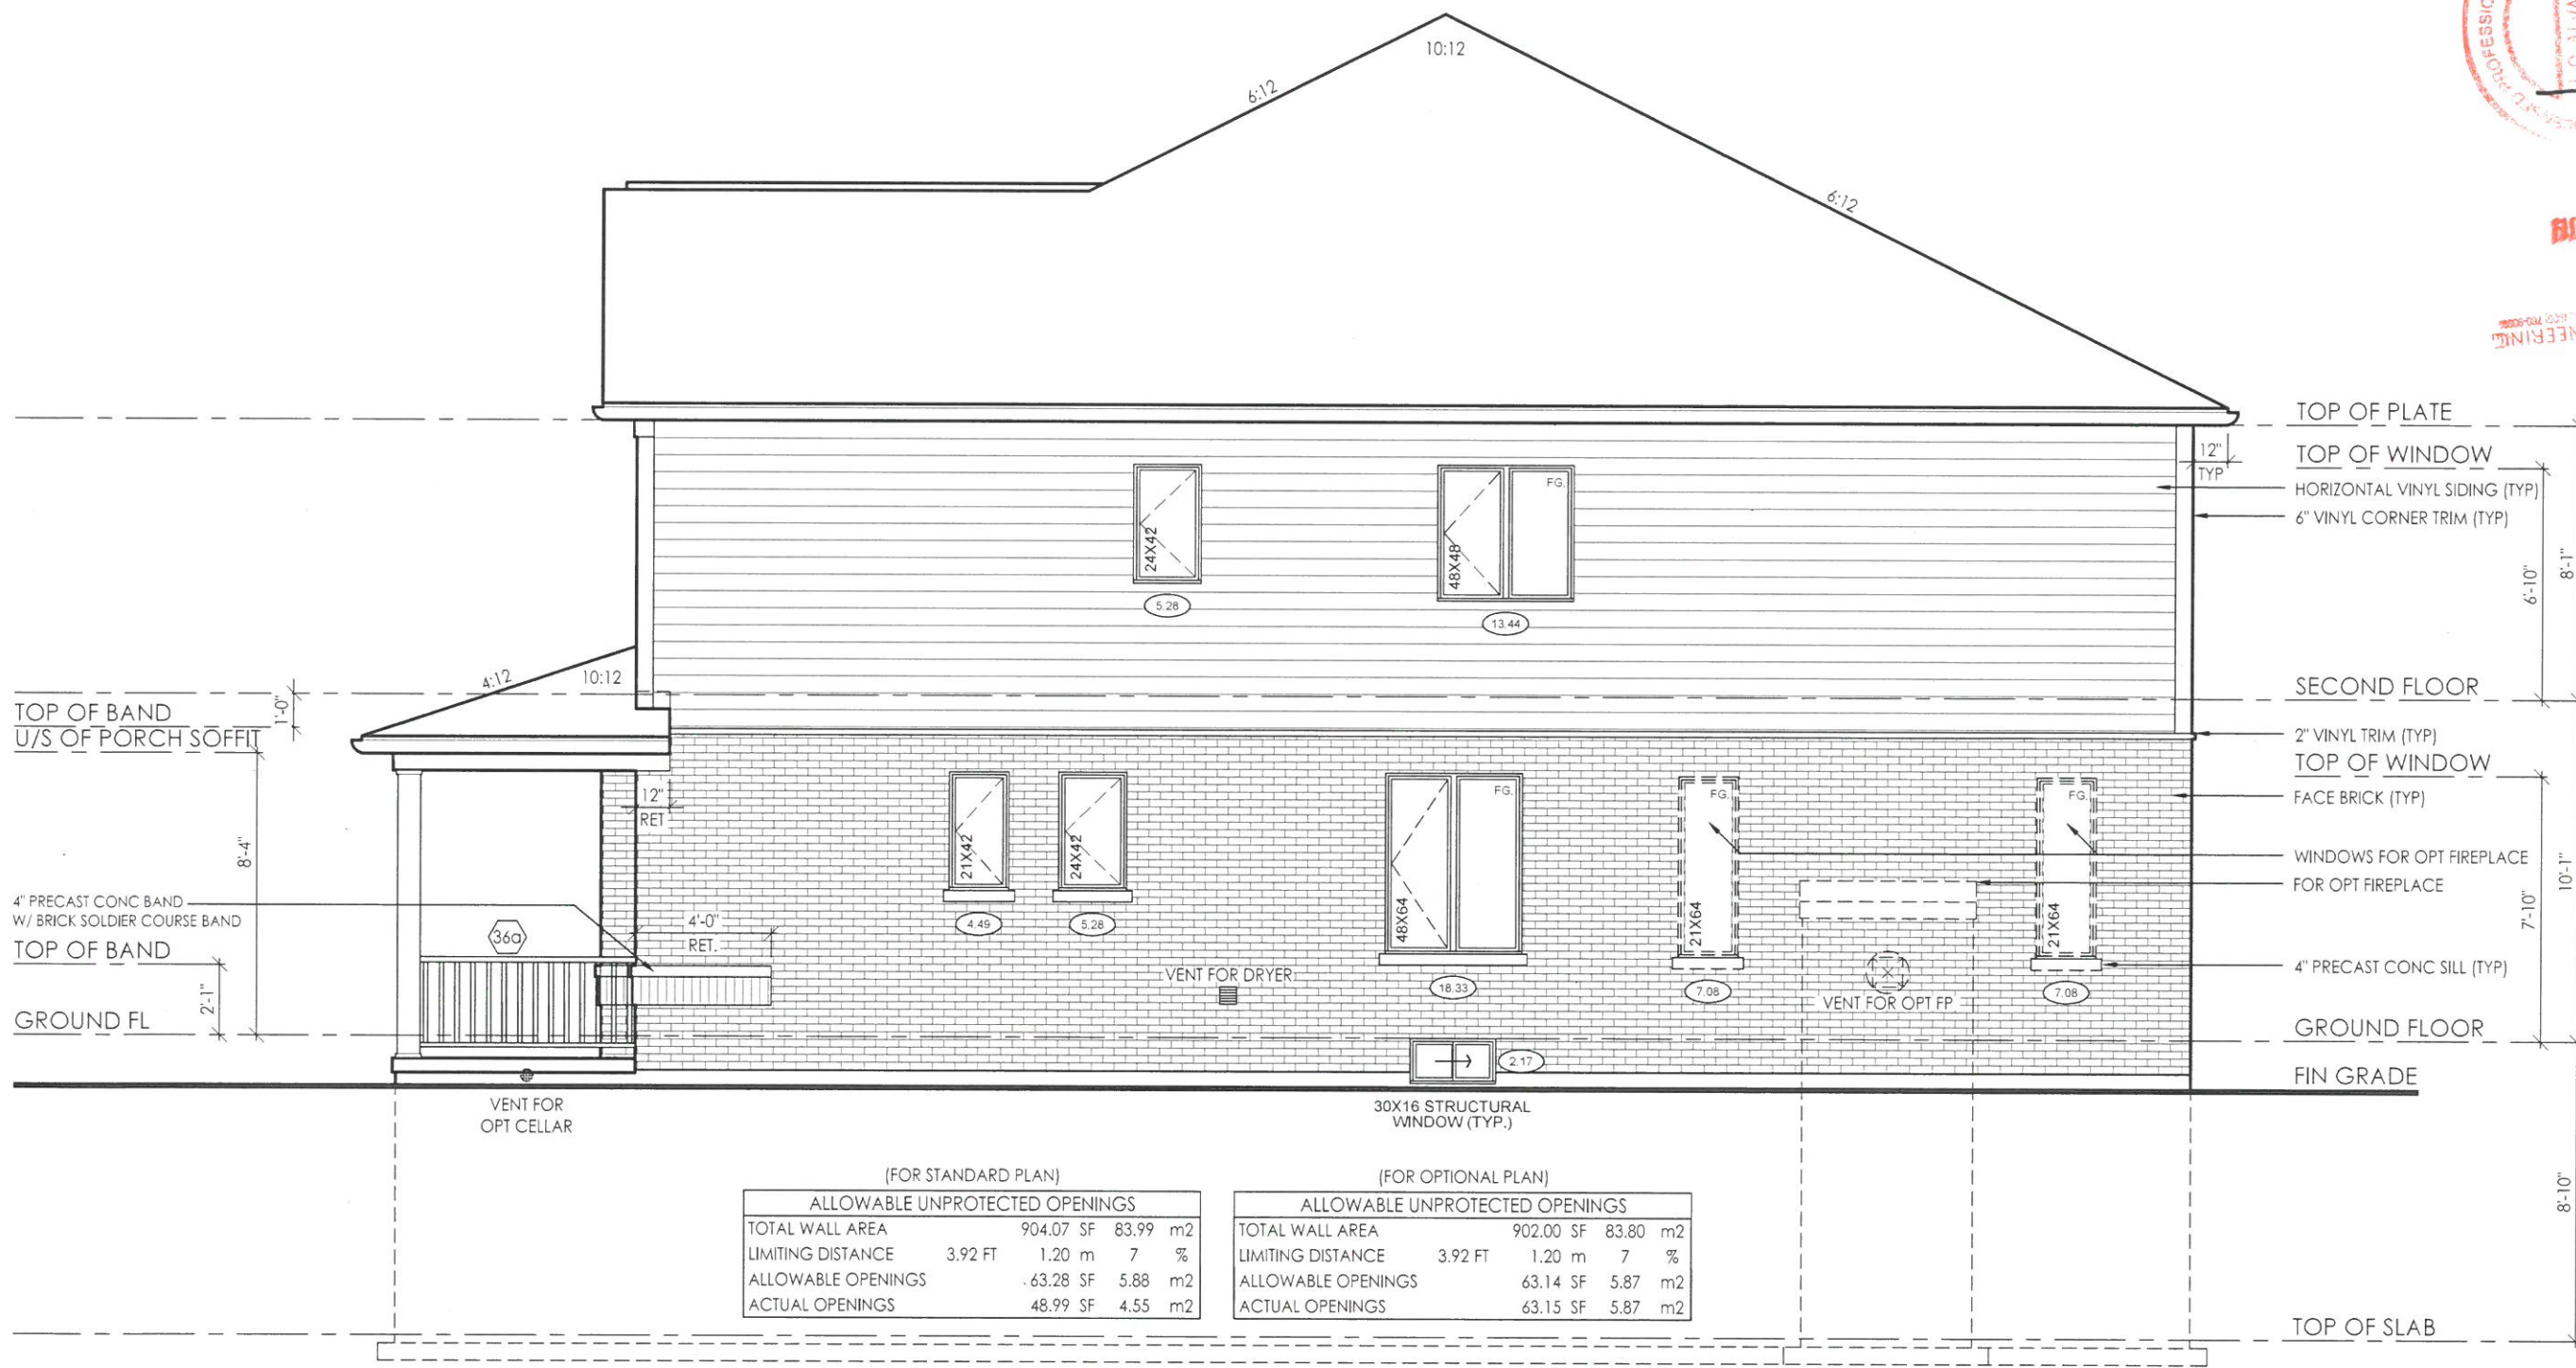 10:12
6:12
6:12
TOP OF PLATE
12"
TYP
TOP OF WINDOW
HORIZONTAL VINYL SIDING (TYP)
6" VINYL CORNER TRIM (TYP)
FG.
24X42
48X48
5.28
13.44
6'-10"
8'-1"
4:12
10:12
SECOND FLOOR
TOP OF BAND
1'-0"
U/S OF PORCH SOFFIT
2" VINYL TRIM (TYP)
TOP OF WINDOW
FACE BRICK (TYP)
12"
RET
FG.
FG.
FG.
8'-4"
21X42
24X42
48X64
21X64
21X64
WINDOWS FOR OPT FIREPLACE
FOR OPT FIREPLACE
10'-1"
7'-10"
4" PRECAST CONC BAND
W/ BRICK SOLDIER COURSE BAND
36a
4'-0"
RET.
4.49
5.28
TOP OF BAND
2'-1"
VENT FOR DRYER
18.33
7.08
7.08
VENT FOR OPT FP
4" PRECAST CONC SILL (TYP)
GROUND FL
GROUND FLOOR
2.17
FIN GRADE
VENT FOR
OPT CELLAR
30X16 STRUCTURAL
WINDOW (TYP.)
8'-10"
(FOR STANDARD PLAN)
ALLOWABLE UNPROTECTED OPENINGS
TOTAL WALL AREA 904.07 SF 83.99 m2
LIMITING DISTANCE 3.92 FT 1.20 m 7 %
ALLOWABLE OPENINGS 63.28 SF 5.88 m2
ACTUAL OPENINGS 48.99 SF 4.55 m2
(FOR OPTIONAL PLAN)
ALLOWABLE UNPROTECTED OPENINGS
TOTAL WALL AREA 902.00 SF 83.80 m2
LIMITING DISTANCE 3.92 FT 1.20 m 7 %
ALLOWABLE OPENINGS 63.14 SF 5.87 m2
ACTUAL OPENINGS 63.15 SF 5.87 m2
TOP OF SLAB